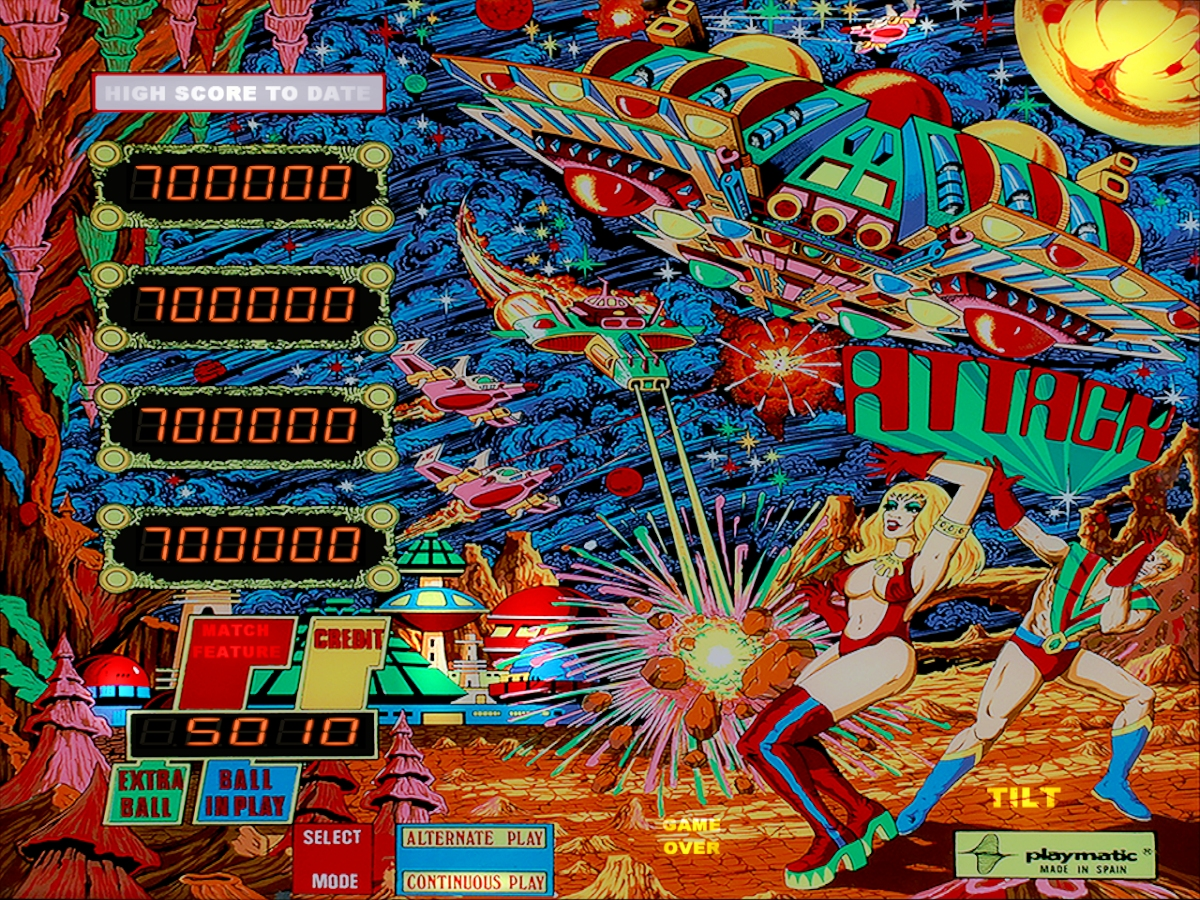 HIGH SCORE TO DATE
700000
700000
700000
700000
ATTACK
MATCH
FEATURE
CREDIT
50 10
EXTRA
BALL
BALL
IN PLAY
SELECT
MODE
ALTERNATE PLAY
CONTINUOUS PLAY
GAME
OVER
TILT
playmatic ®
MADE IN SPAIN